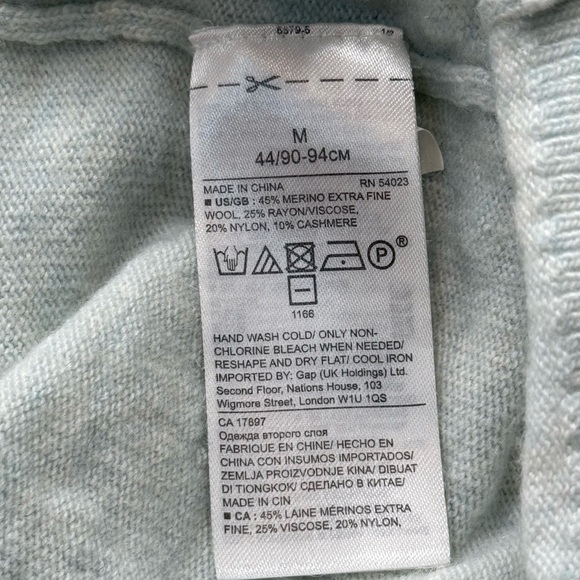 M
44/90-94CM
MADE IN CHINA RN 54023
■ US/GB : 45% MERINO EXTRA FINE
WOOL, 25% RAYON/VISCOSE,
20% NYLON, 10% CASHMERE
P ®
1166
HAND WASH COLD/ ONLY NON-
CHLORINE BLEACH WHEN NEEDED/
RESHAPE AND DRY FLAT/ COOL IRON
IMPORTED BY: Gap (UK Holdings) Ltd.
Second Floor, Nations House, 103
Wigmore Street, London W1U 1QS
CA 17897
Одежда второго слоя
FABRIQUÉ EN CHINE/ HECHO EN
CHINA CON INSUMOS IMPORTADOS/
ZEMLJA PROIZVODNJE KINA/ DIBUAT
DI TIONGKOK/ СДЕЛАНО В КИТАЕ/
MADE IN CIN
■ CA : 45% LAINE MÉRINOS EXTRA
FINE, 25% VISCOSE, 20% NYLON,